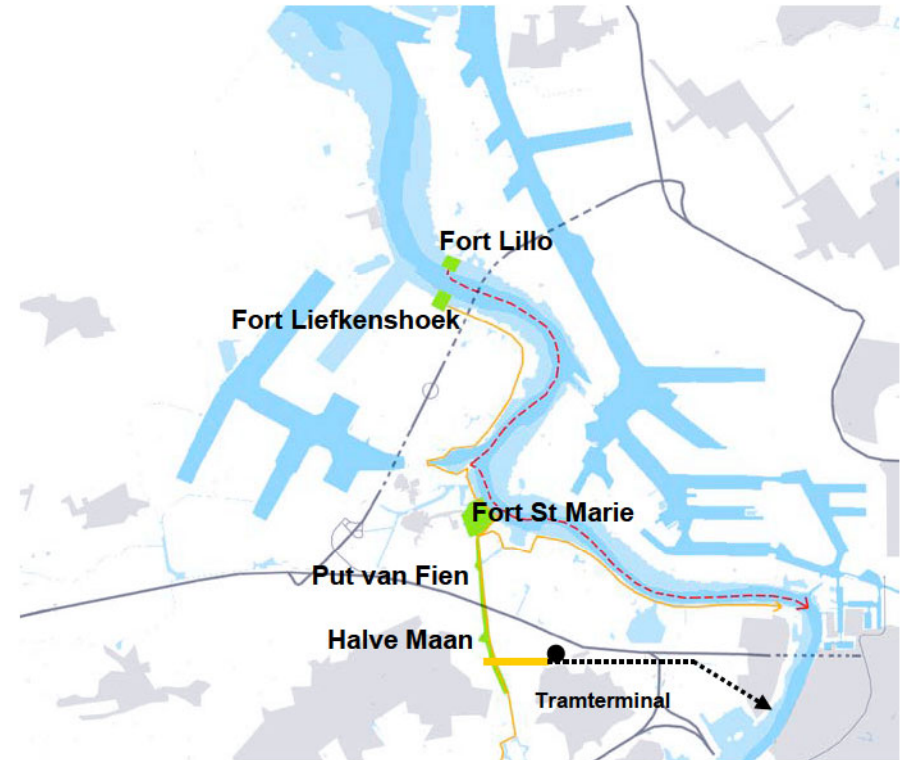 Fort Lillo
Fort Liefkenshoek
Fort St Marie
Put van Fien
Halve Maan
Tramterminal